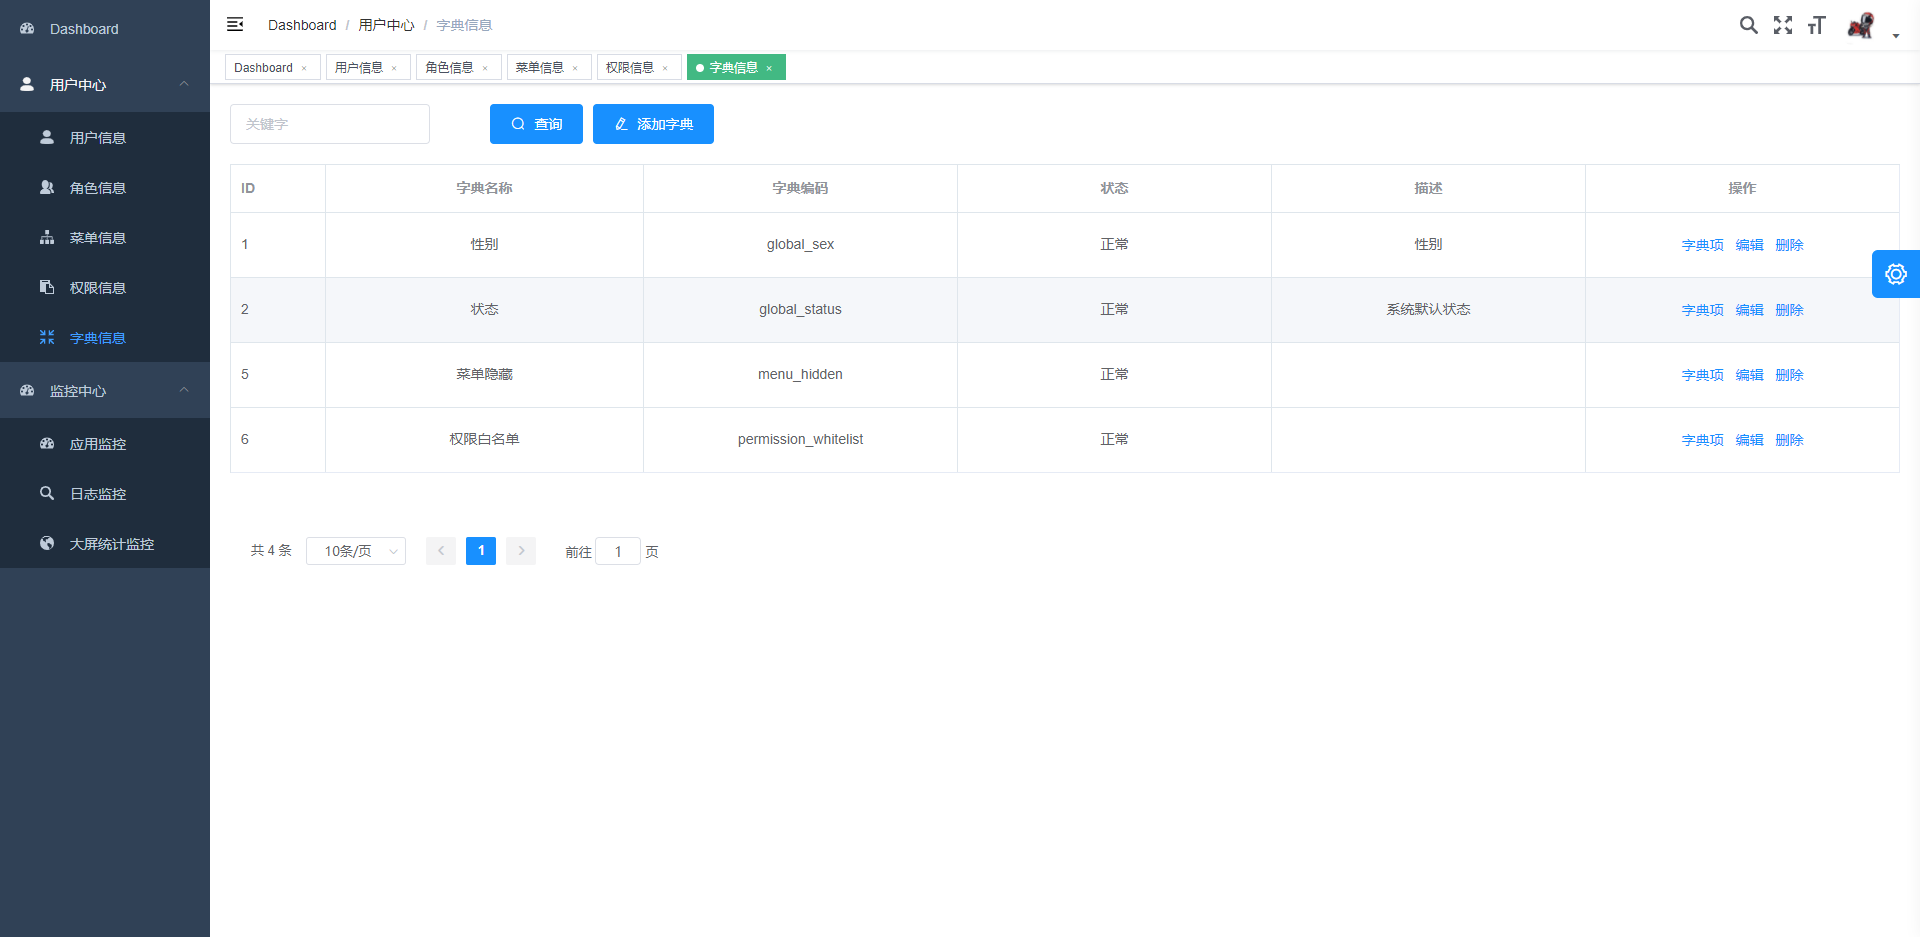 Dashboard
用户中心
用户信息
角色信息
菜单信息
权限信息
字典信息
监控中心
应用监控
日志监控
大屏统计监控
Dashboard / 用户中心 / 字典信息
Dashboard × 用户信息 × 角色信息 × 菜单信息 × 权限信息 × 字典信息 ×
关键字 查询 添加字典
ID 字典名称 字典编码 状态 描述 操作
1 性别 global_sex 正常 性别 字典项 编辑 删除
2 状态 global_status 正常 系统默认状态 字典项 编辑 删除
5 菜单隐藏 menu_hidden 正常 字典项 编辑 删除
6 权限白名单 permission_whitelist 正常 字典项 编辑 删除
共 4 条 10条/页 1 前往 1 页